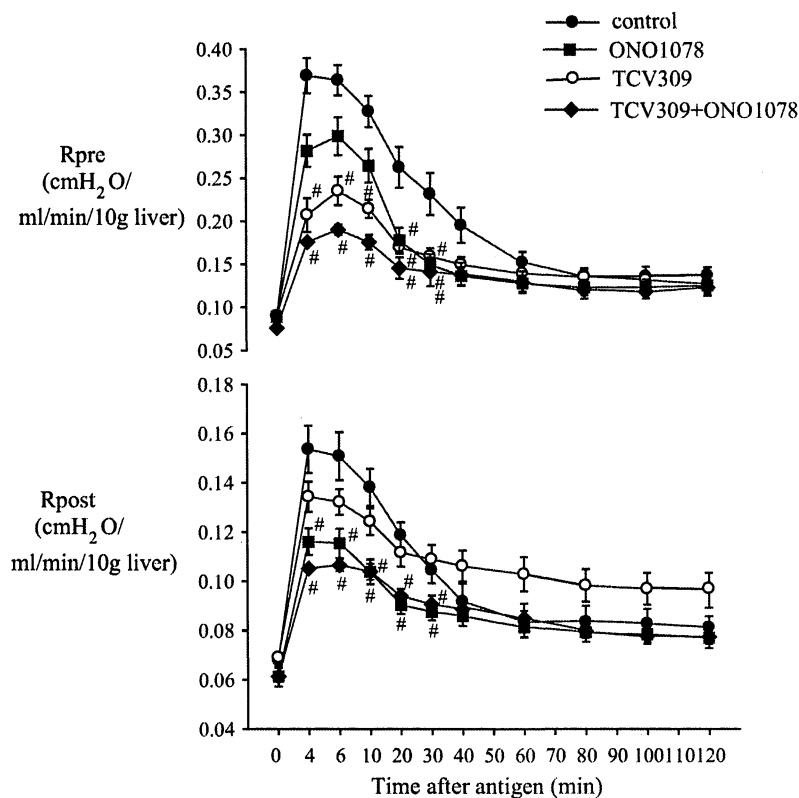 control
ONO1078
TCV309
TCV309+ONO1078
Rpre
(cmH2O/
ml/min/10g liver)
0.40
0.35
0.30
0.25
0.20
0.15
0.10
0.05
# # #
# # # # #
# # # # #
#
Rpost
(cmH2O/
ml/min/10g liver)
0.18
0.16
0.14
0.12
0.10
0.08
0.06
0.04
# # # # #
# # # # #
0 4 6 10 20 30 40 50 60 70 80 90 100 110 120
Time after antigen (min)